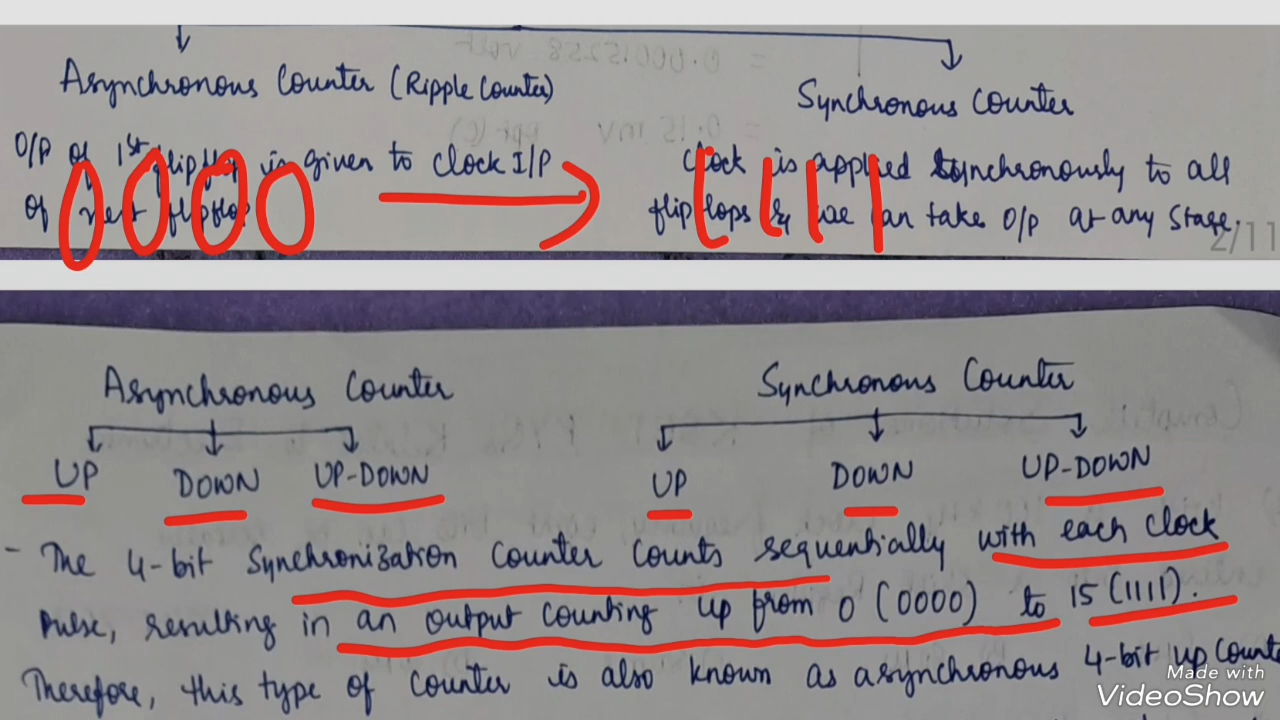 Asynchronous Counter (Ripple Counter)
O/P of 1st flipflop is given to clock I/P
of next flipflop
Synchronous Counter
Clock is applied synchronously to all
flipflops & we can take O/P at any stage.
2/11
Asynchronous Counter
UP DOWN UP-DOWN
Synchronous Counter
UP DOWN UP-DOWN
- The 4-bit Synchronization Counter Counts sequentially with each clock
Pulse, resulting in an output counting up from 0 (0000) to 15 (1111).
Therefore, this type of Counter is also known as asynchronous 4-bit up Counte
Made with
VideoShow